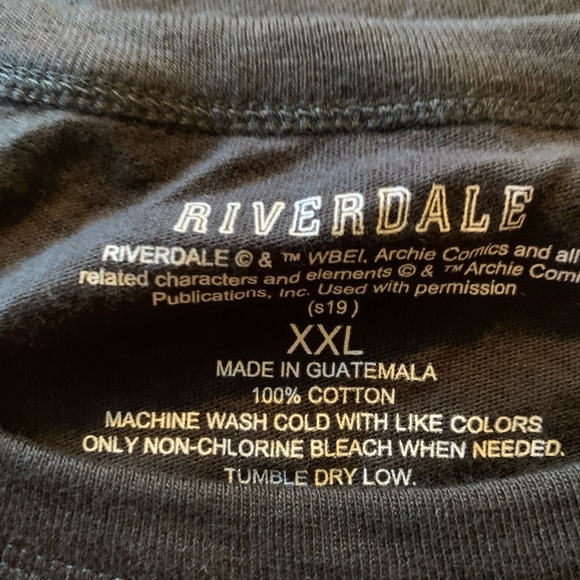 RIVERDALE
RIVERDALE © & ™ WBEI. Archie Comics and all
related characters and elements © & ™ Archie Comi
Publications, Inc. Used with permission
(s19)
XXL
MADE IN GUATEMALA
100% COTTON
MACHINE WASH COLD WITH LIKE COLORS
ONLY NON-CHLORINE BLEACH WHEN NEEDED.
TUMBLE DRY LOW.